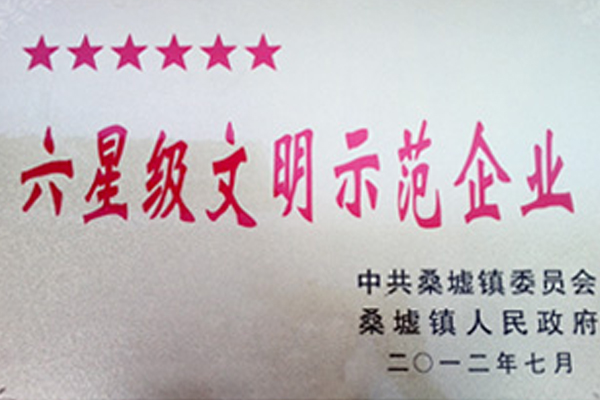 六星级文明示范企业
中共桑墟镇委员会
桑墟镇人民政府
二〇一二年七月